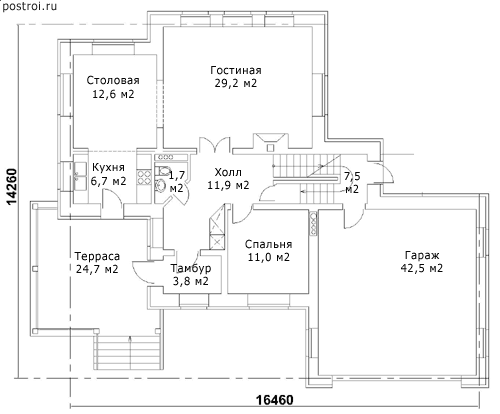 postroi.ru
Гостиная
29,2 м2
Столовая
12,6 м2
Кухня
6,7 м2
1,7
м2
Холл
11,9 м2
7,5
м2
14260
Терраса
24,7 м2
Тамбур
3,8 м2
Спальня
11,0 м2
Гараж
42,5 м2
16460